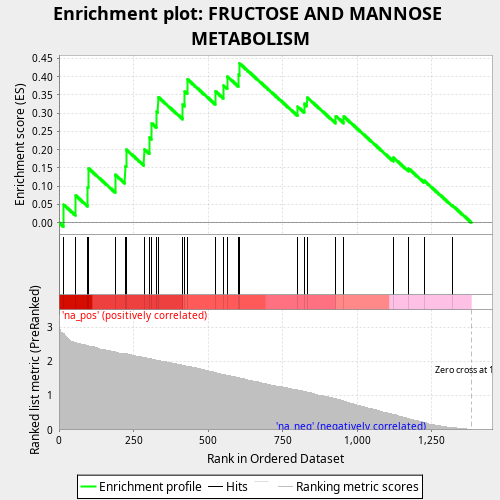 Enrichment plot: FRUCTOSE AND MANNOSE
METABOLISM
Enrichment score (ES)
0.45
0.40
0.35
0.30
0.25
0.20
0.15
0.10
0.05
0.00
'na_pos' (positively correlated)
Ranked list metric (PreRanked)
3
2
1
0
Zero cross at 1
'na_neg' (negatively correlated)
0
250
500
750
1,000
1,250
Rank in Ordered Dataset
Enrichment profile
Hits
Ranking metric scores